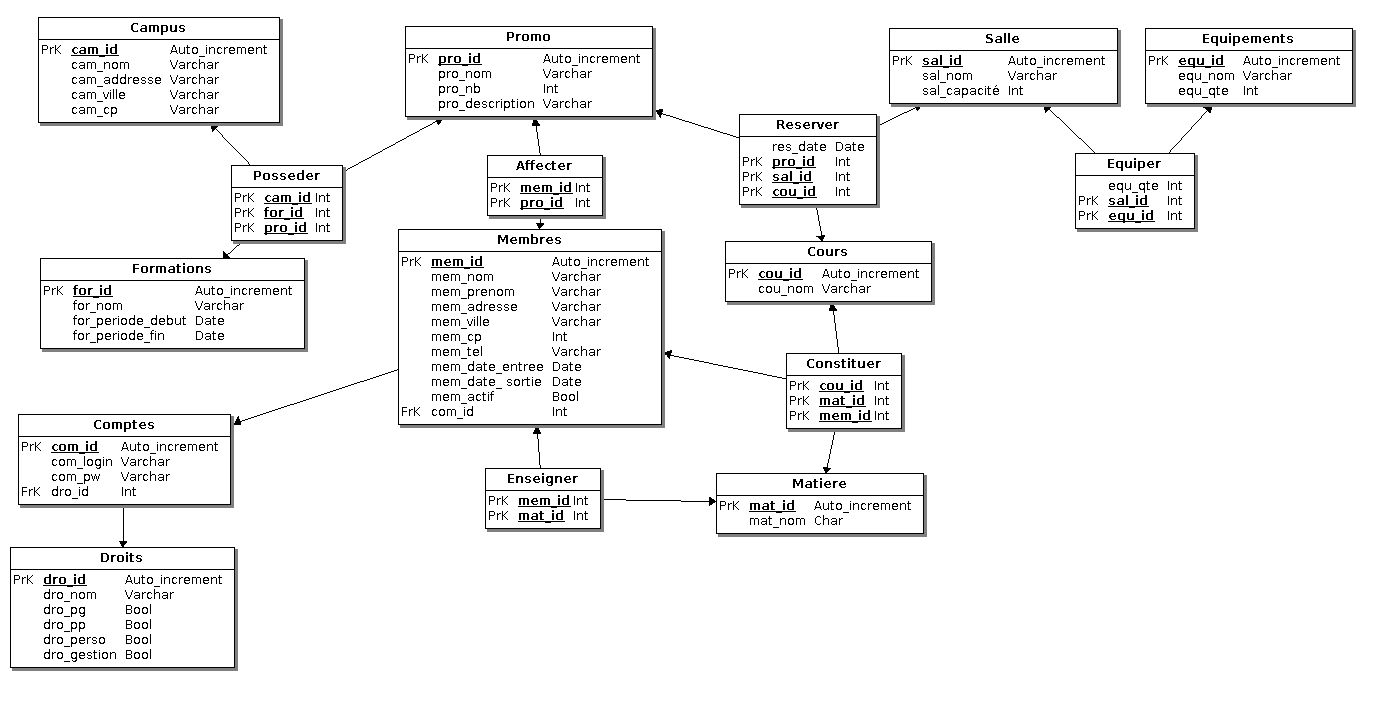 Campus
PrK cam_id Auto_increment
cam_nom Varchar
cam_addresse Varchar
cam_ville Varchar
cam_cp Varchar
Promo
PrK pro_id Auto_increment
pro_nom Varchar
pro_nb Int
pro_description Varchar
Salle
PrK sal_id Auto_increment
sal_nom Varchar
sal_capacité Int
Equipements
PrK equ_id Auto_increment
equ_nom Varchar
equ_qte Int
Reserver
res_date Date
PrK pro_id Int
PrK sal_id Int
PrK cou_id Int
Posseder
PrK cam_id Int
PrK for_id Int
PrK pro_id Int
Affecter
PrK mem_id Int
PrK pro_id Int
Equiper
equ_qte Int
PrK sal_id Int
PrK equ_id Int
Formations
PrK for_id Auto_increment
for_nom Varchar
for_periode_debut Date
for_periode_fin Date
Membres
PrK mem_id Auto_increment
mem_nom Varchar
mem_prenom Varchar
mem_adresse Varchar
mem_ville Varchar
mem_cp Int
mem_tel Varchar
mem_date_entree Date
mem_date_ sortie Date
mem_actif Bool
FrK com_id Int
Cours
PrK cou_id Auto_increment
cou_nom Varchar
Constituer
PrK cou_id Int
PrK mat_id Int
PrK mem_id Int
Comptes
PrK com_id Auto_increment
com_login Varchar
com_pw Varchar
FrK dro_id Int
Enseigner
PrK mem_id Int
PrK mat_id Int
Matiere
PrK mat_id Auto_increment
mat_nom Char
Droits
PrK dro_id Auto_increment
dro_nom Varchar
dro_pg Bool
dro_pp Bool
dro_perso Bool
dro_gestion Bool